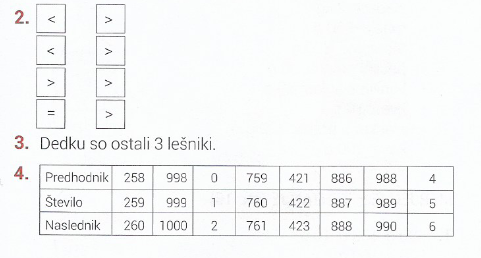 2. < >
< >
> >
= >
3. Dedku so ostali 3 lešniki.
4. Predhodnik 258 998 0 759 421 886 988 4
Število 259 999 1 760 422 887 989 5
Naslednik 260 1000 2 761 423 888 990 6